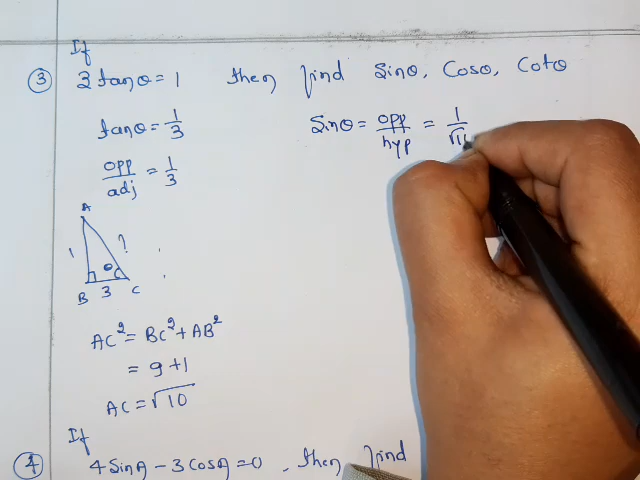 If
③ 3 tanθ = 1 then find Sinθ, Cosθ, Cotθ
tanθ = 1/3
Sinθ = opp/hyp = 1/√1
opp/adj = 1/3
A
1 ?
θ
B 3 C
AC² = BC² + AB²
= 9 + 1
AC = √10
If
④ 4 SinA - 3 CosA = 0, then find